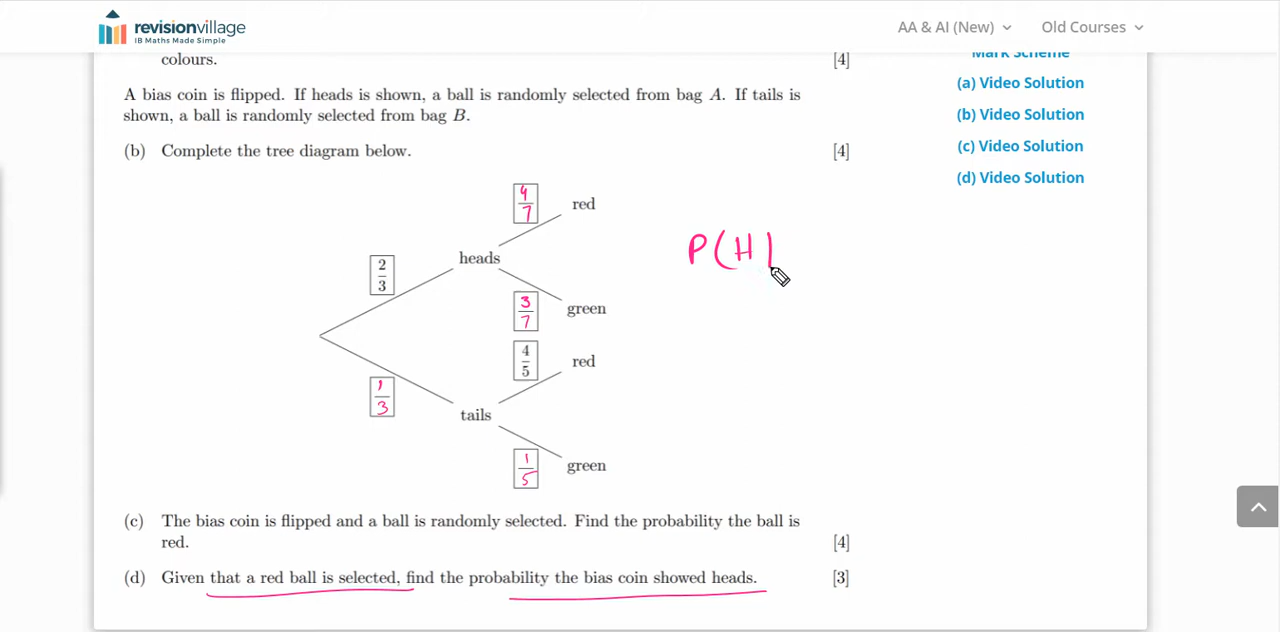 revisionvillage
IB Maths Made Simple
AA & AI (New)
Old Courses
colours.
[4]
Mark Scheme
(a) Video Solution
(b) Video Solution
(c) Video Solution
(d) Video Solution
A bias coin is flipped. If heads is shown, a ball is randomly selected from bag A. If tails is
shown, a ball is randomly selected from bag B.
(b) Complete the tree diagram below.
[4]
4/7
red
2/3
heads
P(H|
3/7
green
4/5
red
1/3
tails
1/5
green
(c) The bias coin is flipped and a ball is randomly selected. Find the probability the ball is
red.
[4]
(d) Given that a red ball is selected, find the probability the bias coin showed heads.
[3]